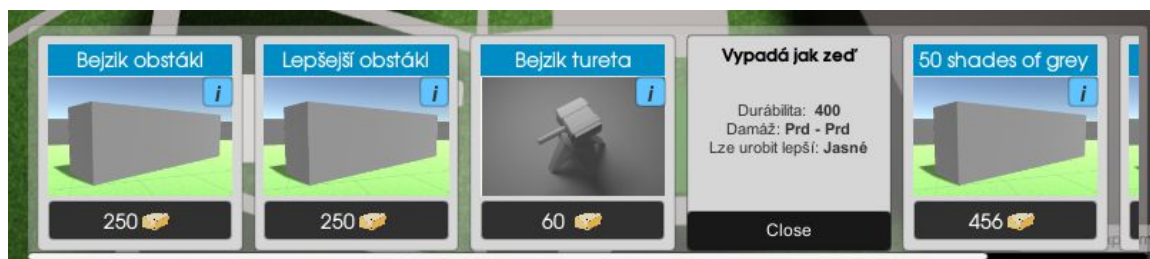 Bejzik obstákl
i
250
Lepšejší obstákl
i
250
Bejzik tureta
i
60
Vypadá jak zeď
Durábilita: 400
Damáž: Prd - Prd
Lze urobit lepší: Jasné
Close
50 shades of grey
i
456